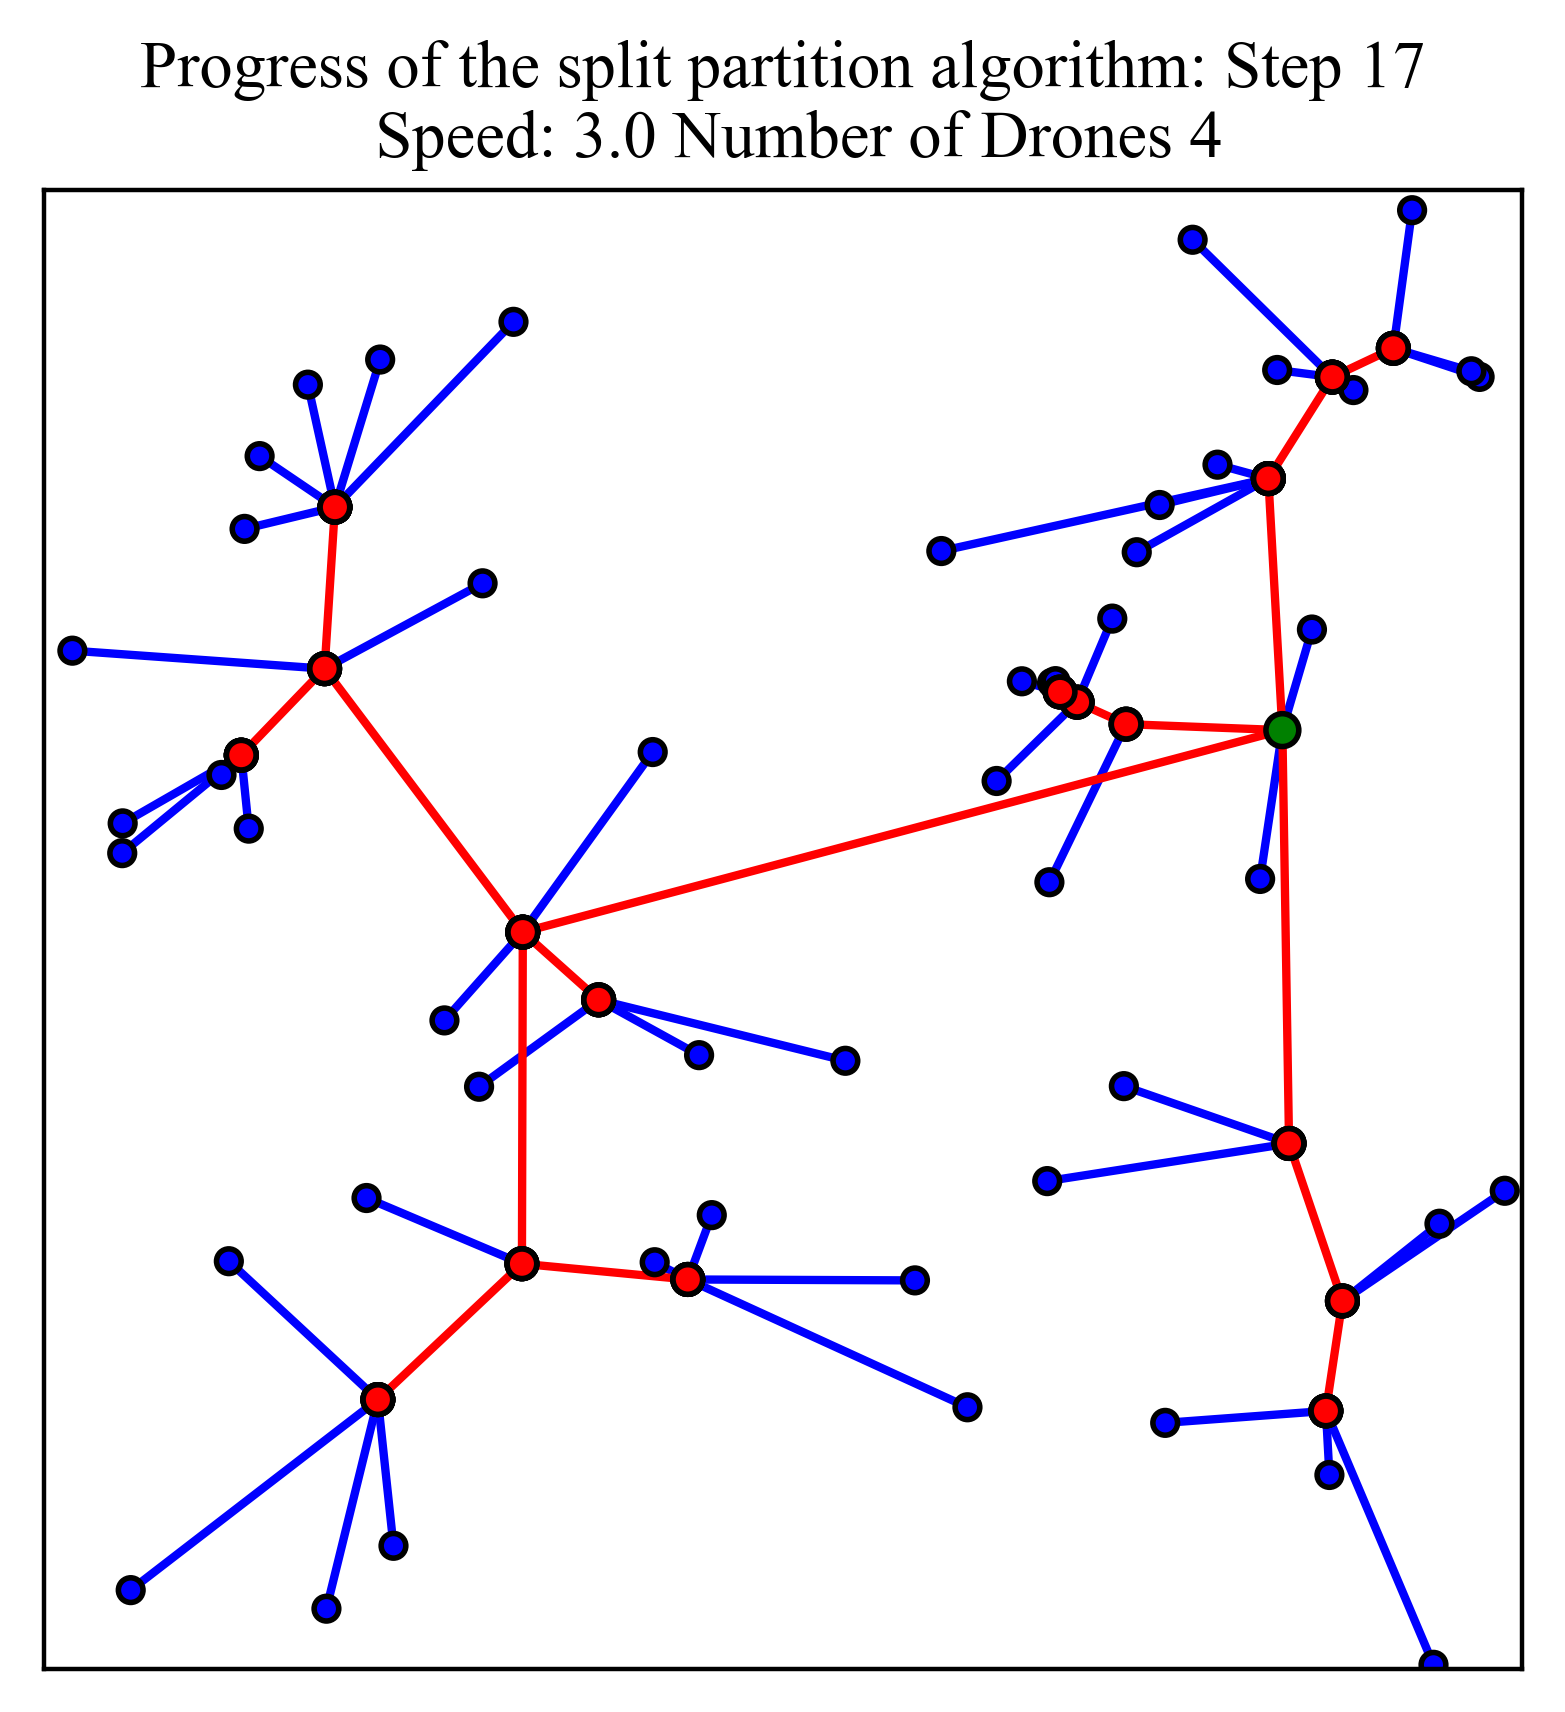 Progress of the split partition algorithm: Step 17
Speed: 3.0 Number of Drones 4